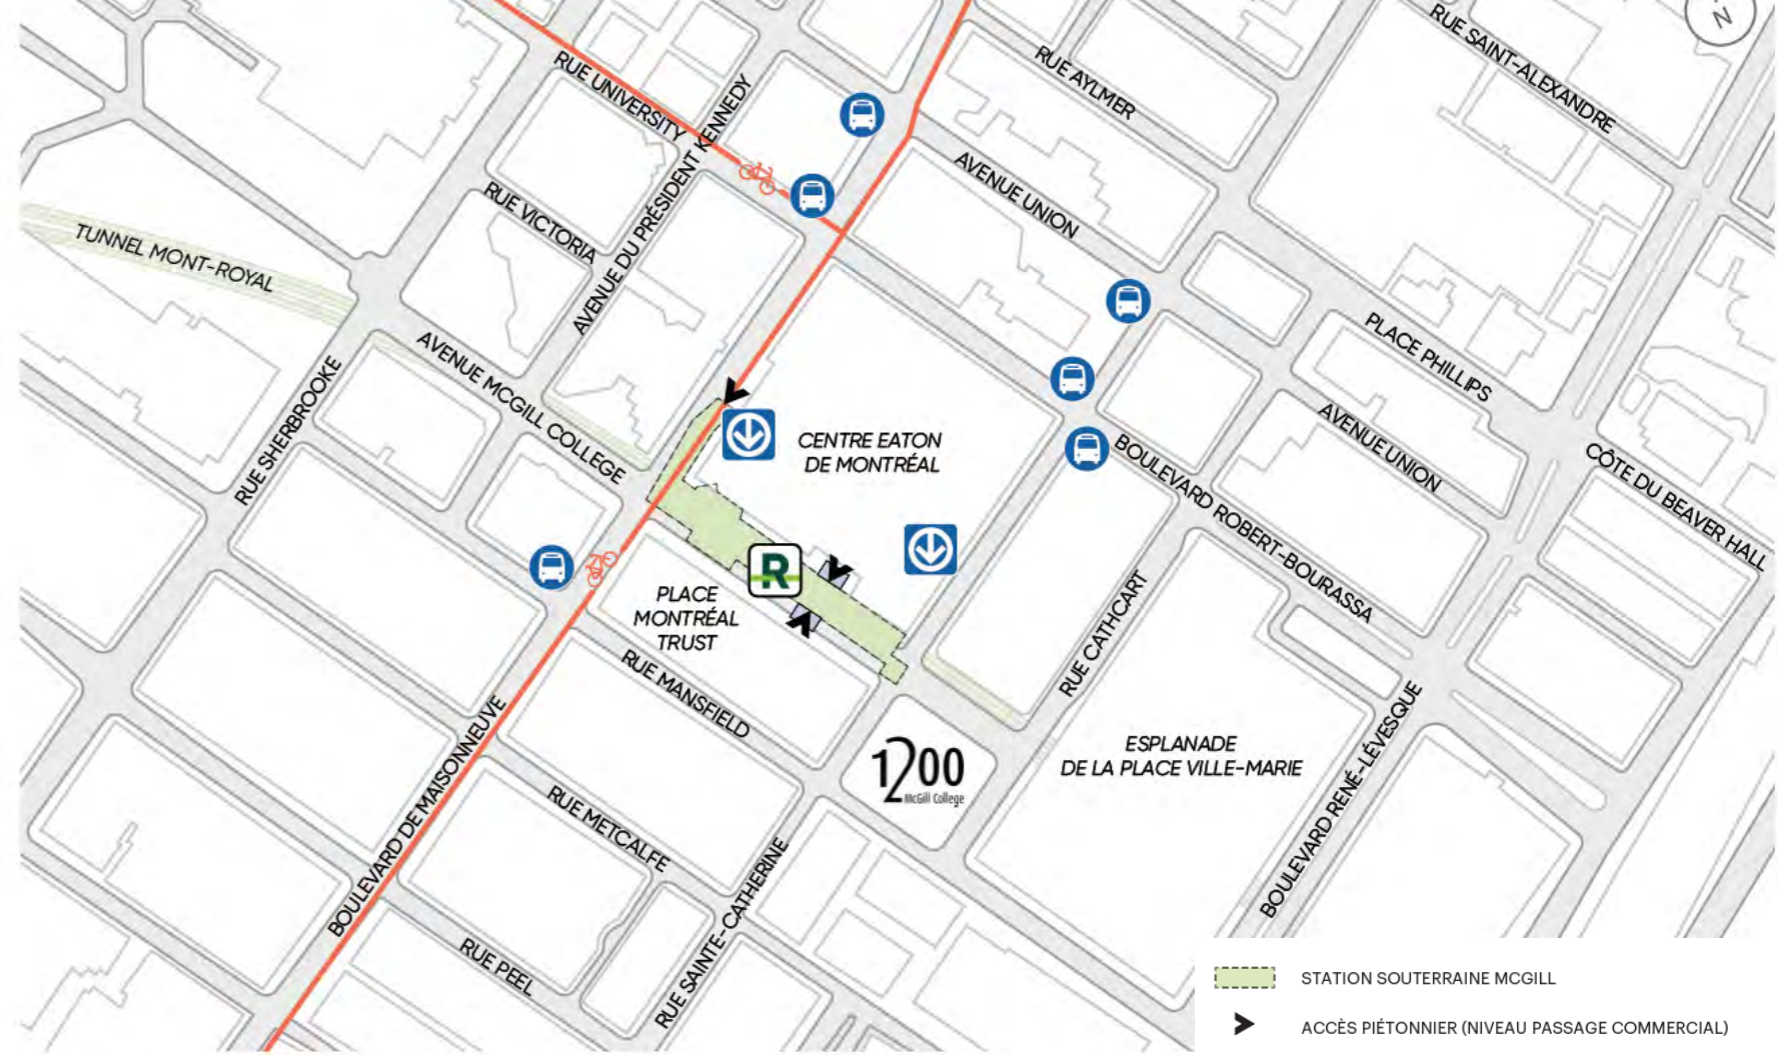 N
RUE SAINT-ALEXANDRE
RUE AYLMER
RUE UNIVERSITY
AVENUE DU PRÉSIDENT KENNEDY
AVENUE UNION
RUE VICTORIA
TUNNEL MONT-ROYAL
PLACE PHILLIPS
AVENUE MCGILL COLLEGE
RUE SHERBROOKE
AVENUE UNION
CENTRE EATON
DE MONTRÉAL
BOULEVARD ROBERT-BOURASSA
CÔTE DU BEAVER HALL
R
PLACE
MONTRÉAL
TRUST
RUE CATHCART
RUE MANSFIELD
BOULEVARD DE MAISONNEUVE
1200
McGill College
ESPLANADE
DE LA PLACE VILLE-MARIE
BOULEVARD RENÉ-LÉVESQUE
RUE METCALFE
RUE SAINTE-CATHERINE
RUE PEEL
STATION SOUTERRAINE MCGILL
ACCÈS PIÉTONNIER (NIVEAU PASSAGE COMMERCIAL)